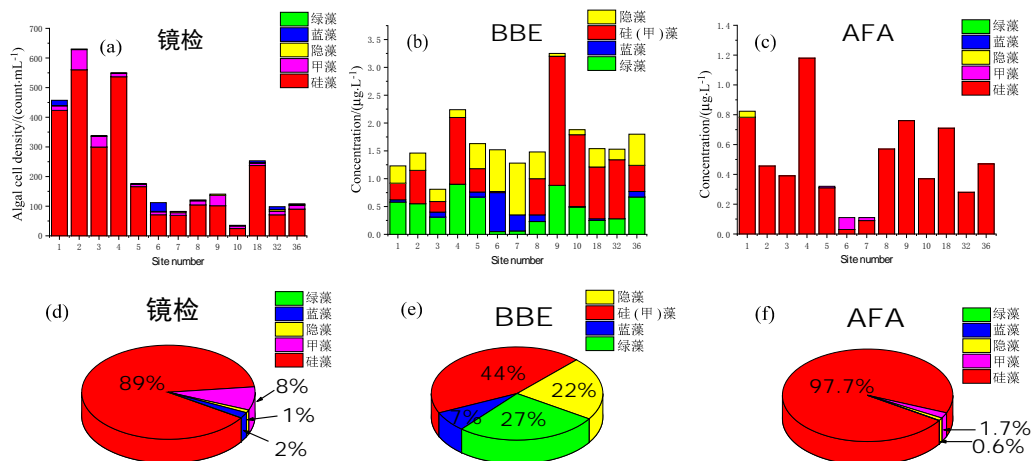 (a)
镜检
绿藻
蓝藻
隐藻
甲藻
硅藻
Algal cell density/(count·mL⁻¹)
700
600
500
400
300
200
100
0
1 2 3 4 5 6 7 8 9 10 18 32 36
Site number
(b)
BBE
隐藻
硅(甲)藻
蓝藻
绿藻
Concentration/(μg·L⁻¹)
3.5
3.0
2.5
2.0
1.5
1.0
0.5
0.0
1 2 3 4 5 6 7 8 9 10 18 32 36
Site number
(c)
AFA
绿藻
蓝藻
隐藻
甲藻
硅藻
Concentration/(μg·L⁻¹)
1.4
1.2
1.0
0.8
0.6
0.4
0.2
0.0
1 2 3 4 5 6 7 8 9 10 18 32 36
Site number
(d)
镜检
绿藻
蓝藻
隐藻
甲藻
硅藻
89%
8%
1%
2%
(e)
BBE
隐藻
硅(甲)藻
蓝藻
绿藻
44%
22%
7%
27%
(f)
AFA
绿藻
蓝藻
隐藻
甲藻
硅藻
97.7%
1.7%
0.6%